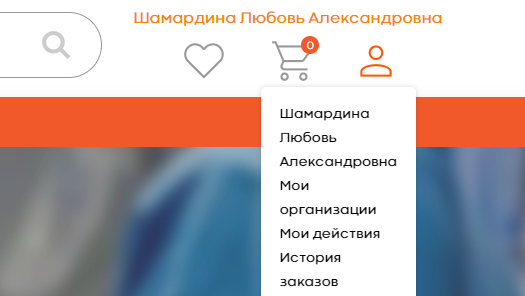 Шамардина Любовь Александровна
0
Шамардина
Любовь
Александровна
Мои
организации
Мои действия
История
заказов